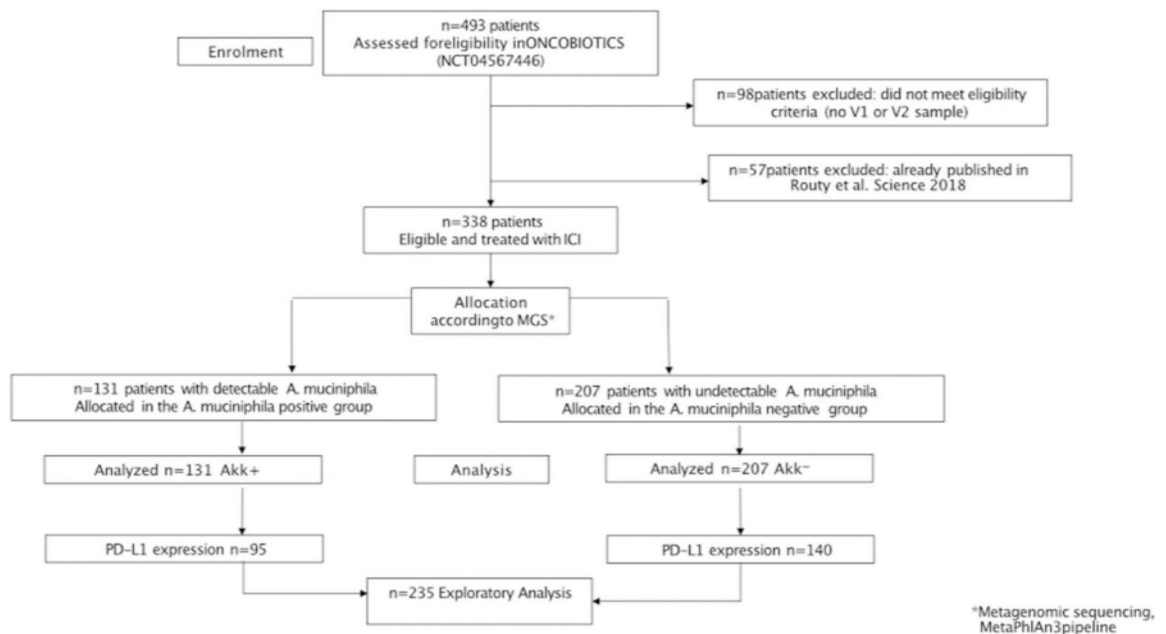 n=493 patients
Assessed foreligibility inONCOBIOTICS
(NCT04567446)
Enrolment
n=98patients excluded: did not meet eligibility
criteria (no V1 or V2 sample)
n=57patients excluded: already published in
Routy et al. Science 2018
n=338 patients
Eligible and treated with ICI
Allocation
accordingto MGS*
n=131 patients with detectable A. muciniphila
Allocated in the A. muciniphila positive group
n=207 patients with undetectable A. muciniphila
Allocated in the A. muciniphila negative group
Analyzed n=131 Akk+
Analysis
Analyzed n=207 Akk–
PD–L1 expression n=95
PD–L1 expression n=140
n=235 Exploratory Analysis
*Metagenomic sequencing,
MetaPhlAn3pipeline